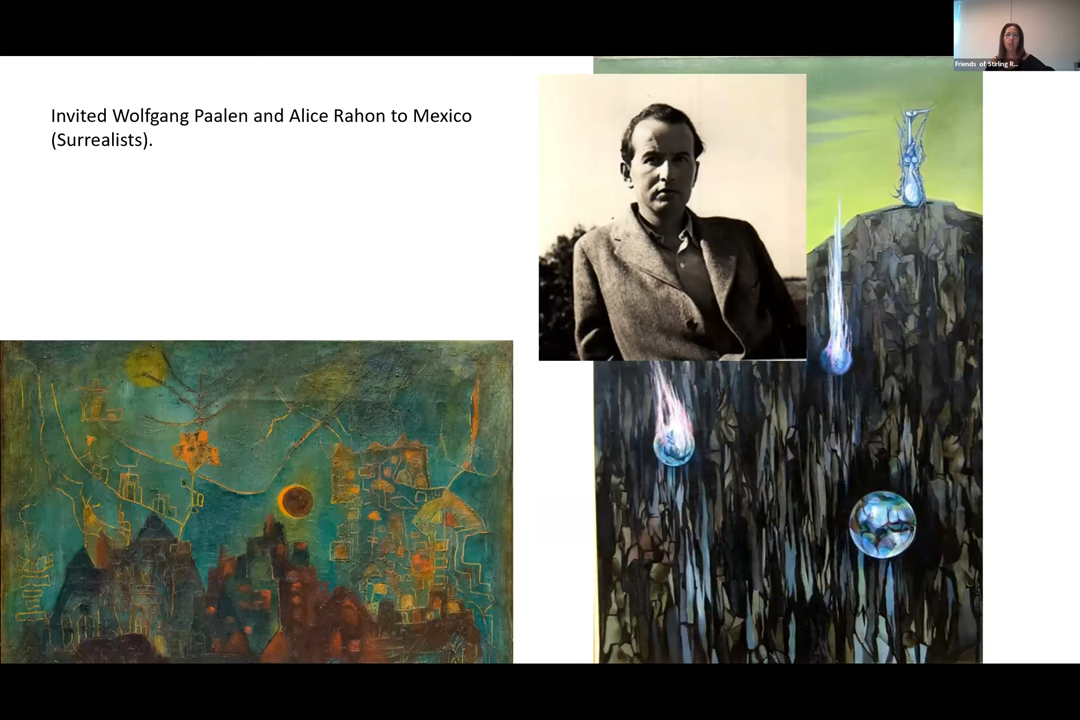 Invited Wolfgang Paalen and Alice Rahon to Mexico
(Surrealists).
Friends of Stirling R...